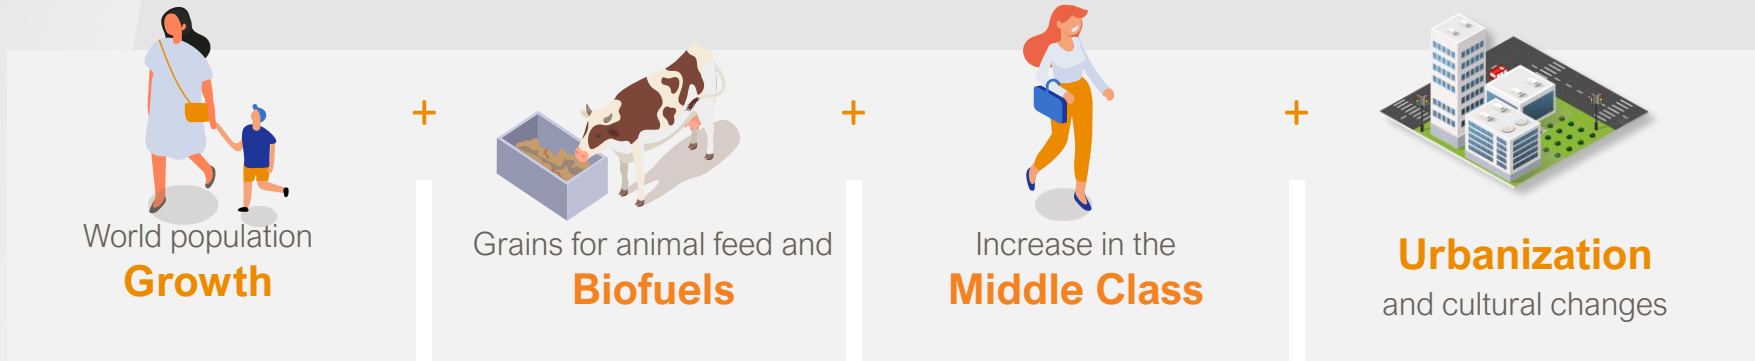 World population
Growth
+
Grains for animal feed and
Biofuels
+
Increase in the
Middle Class
+
Urbanization
and cultural changes